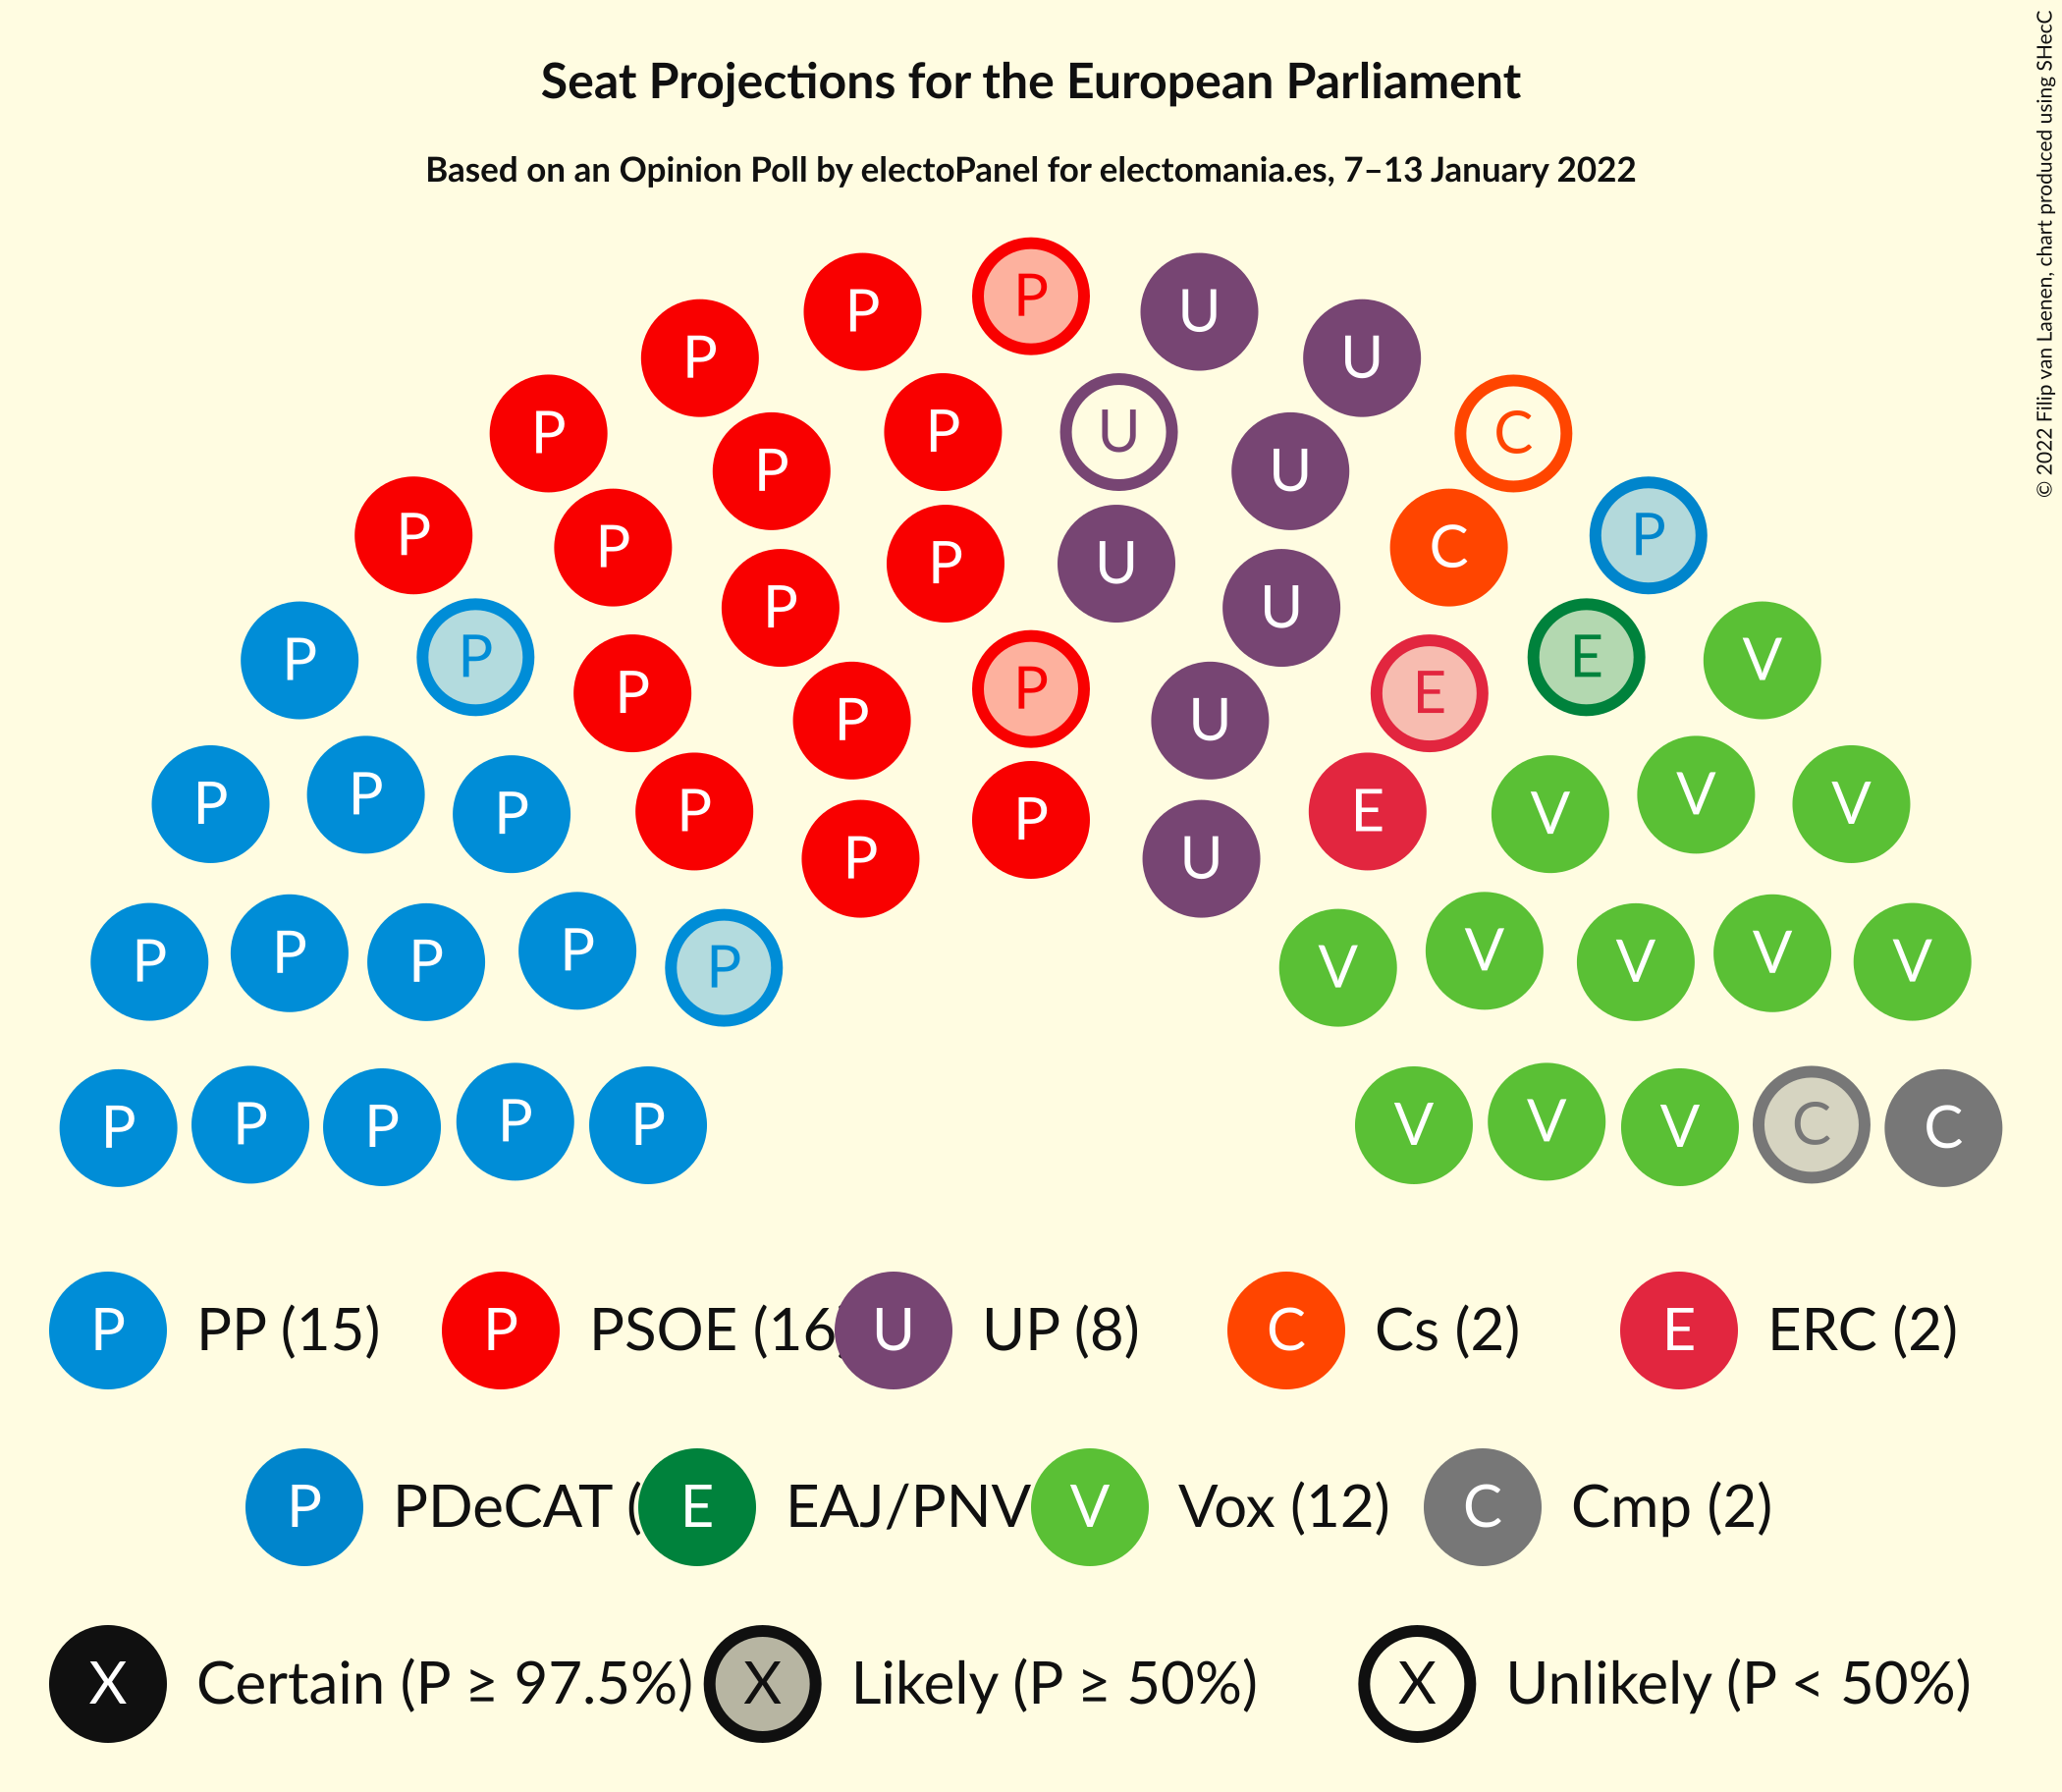 © 2022 Filip van Laenen, chart produced using SHecC
Seat Projections for the European Parliament
Based on an Opinion Poll by electoPanel for electomania.es, 7–13 January 2022
P
P U
P U
P P U C
P U
P P C P
P U
P U
P P E V
P P E
P U
P P P P P E V V V
P U
P P P P P V V V V V
P P P P P V V V C C
P PP (15) P PSOE (16 U UP (8) C Cs (2) E ERC (2)
P PDeCAT ( E EAJ/PNV V Vox (12) C Cmp (2)
X Certain (P ≥ 97.5%) X Likely (P ≥ 50%) X Unlikely (P < 50%)